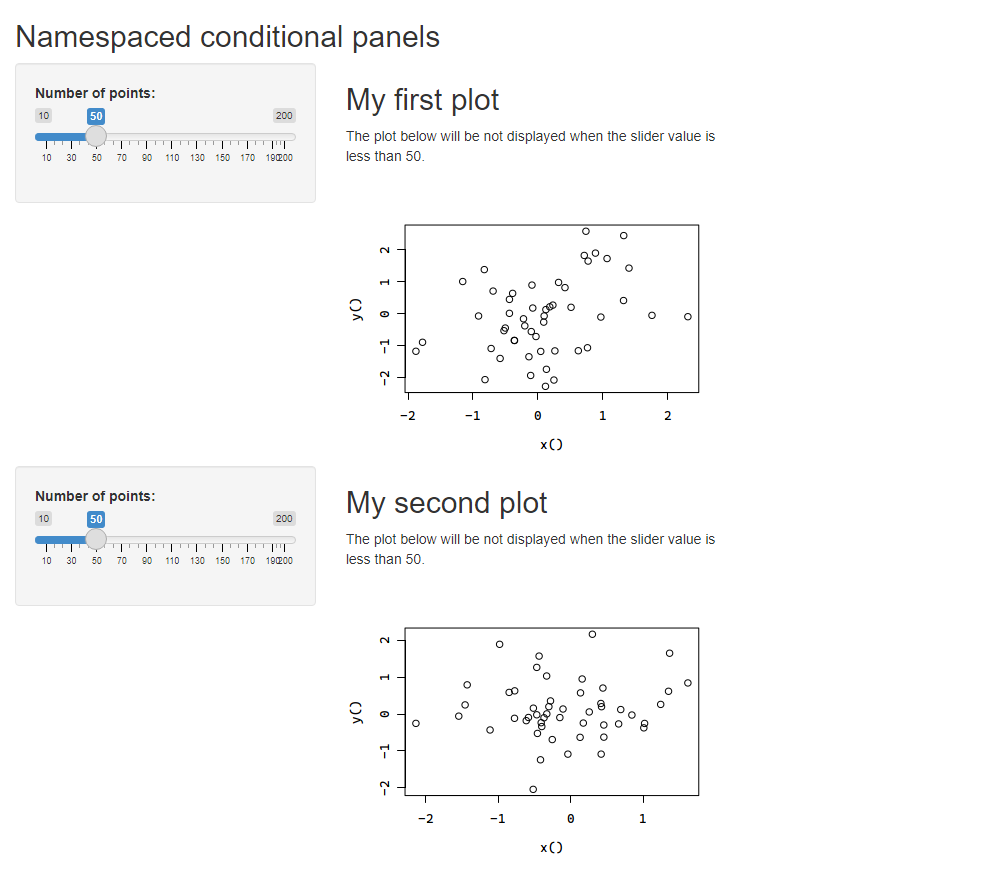 Namespaced conditional panels
Number of points:
10 50 200
10 30 50 70 90 110 130 150 170 190 200
My first plot
The plot below will be not displayed when the slider value is
less than 50.
2
1
0
−1
−2
y()
−2 −1 0 1 2
x()
Number of points:
10 50 200
10 30 50 70 90 110 130 150 170 190 200
My second plot
The plot below will be not displayed when the slider value is
less than 50.
2
1
0
−1
−2
y()
−2 −1 0 1
x()